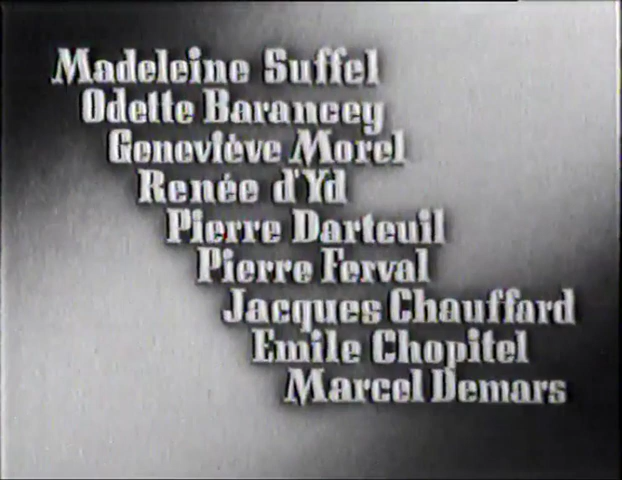 Madeleine Suffel
Odette Barancey
Geneviève Morel
Renée d'Yd
Pierre Darteuil
Pierre Ferval
Jacques Chauffard
Emile Chopitel
Marcel Demars